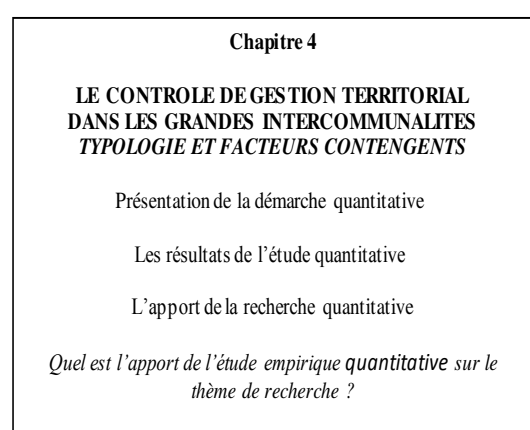 Chapitre 4
LE CONTROLE DE GESTION TERRITORIAL
DANS LES GRANDES INTERCOMMUNALITES
TYPOLOGIE ET FACTEURS CONTENGENTS
Présentation de la démarche quantitative
Les résultats de l’étude quantitative
L’apport de la recherche quantitative
Quel est l’apport de l’étude empirique quantitative sur le
thème de recherche ?